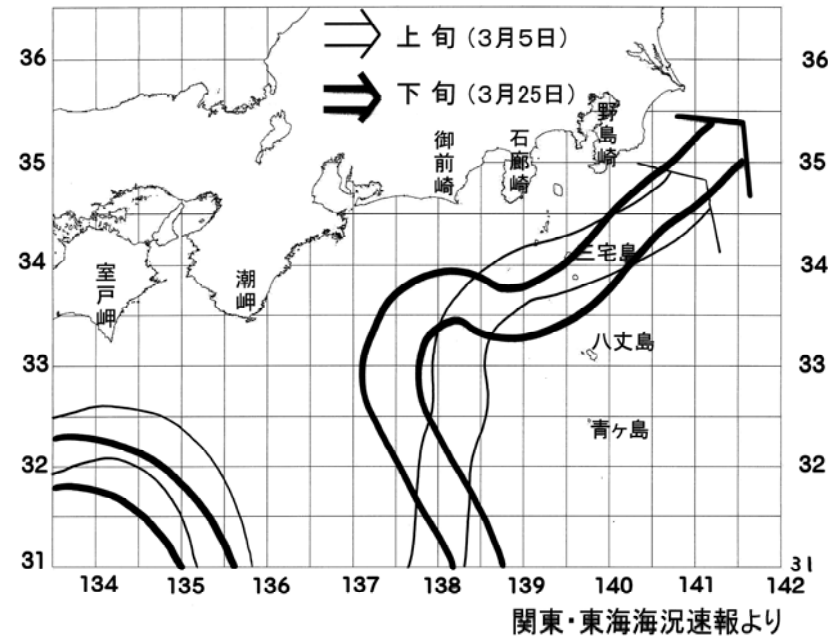 上旬(3月5日)
下旬(3月25日)
36
36
野島崎
御前崎
石廊崎
35
35
34
34
室戸岬
潮岬
三宅島
33
33
八丈島
青ヶ島
32
32
31
31
134 135 136 137 138 139 140 141 142
関東・東海海況速報より